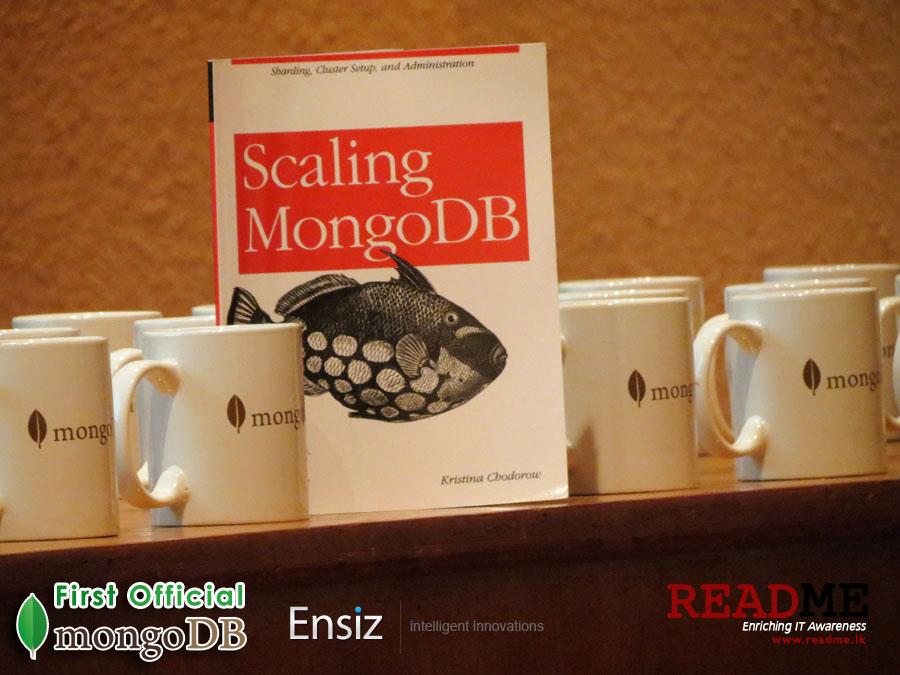 Sharding, Cluster Setup, and Administration
Scaling
MongoDB
Kristina Chodorow
mongo
mongo
mongo
mongo
First Official
mongoDB
Ensiz
intelligent innovations
README
Enriching IT Awareness
www.readme.lk